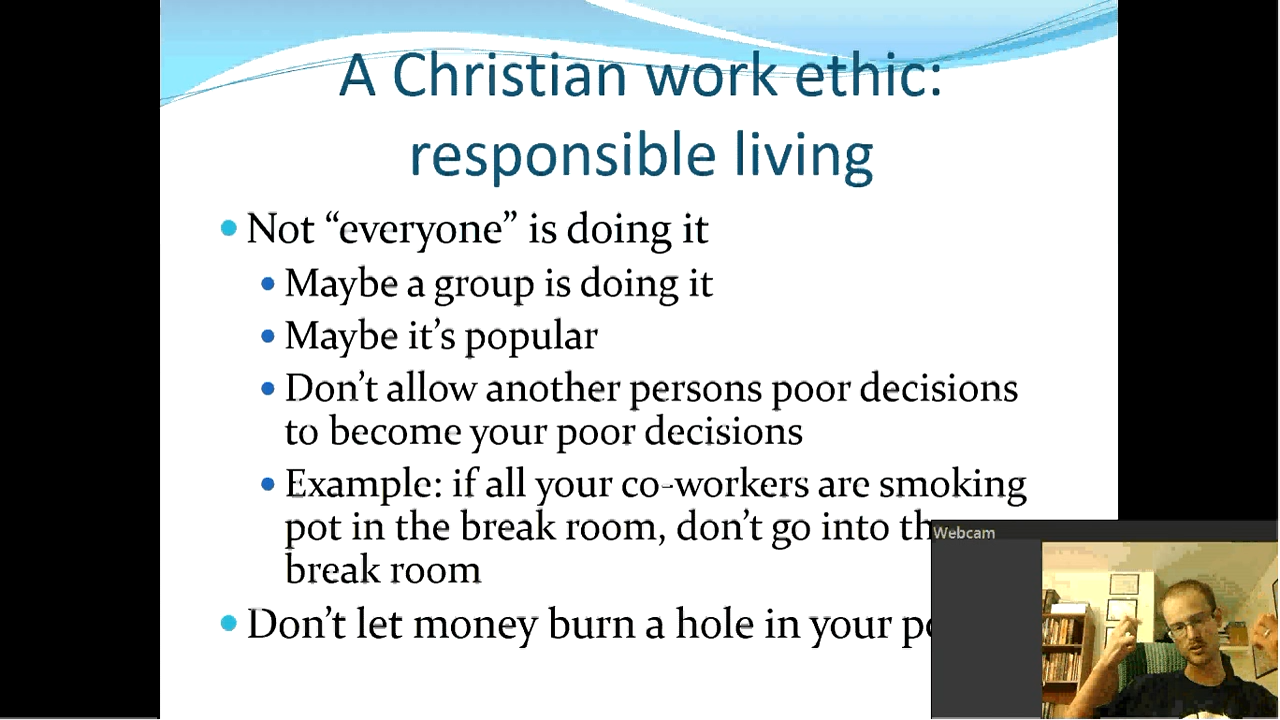 A Christian work ethic:
responsible living
Not “everyone” is doing it
Maybe a group is doing it
Maybe it’s popular
Don’t allow another persons poor decisions
to become your poor decisions
Example: if all your co-workers are smoking
pot in the break room, don’t go into
break room
Don’t let money burn a hole in your
Webcam